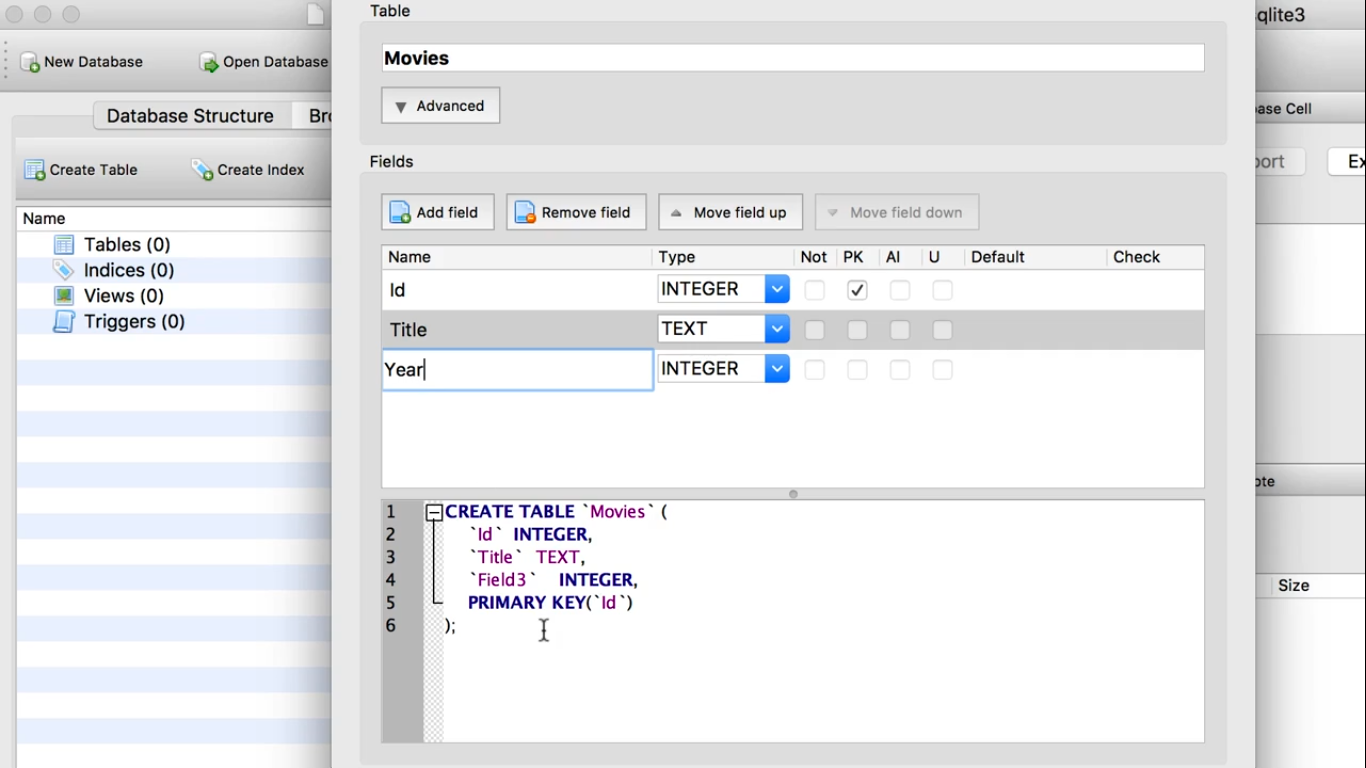 qlite3
New Database
Open Database
Database Structure
Bro
Create Table
Create Index
Name
Tables (0)
Indices (0)
Views (0)
Triggers (0)
Table
Movies
Advanced
Fields
Add field
Remove field
Move field up
Move field down
Name Type Not PK AI U Default Check
Id INTEGER
Title TEXT
Year INTEGER
1 CREATE TABLE `Movies` (
2 `Id` INTEGER,
3 `Title` TEXT,
4 `Field3` INTEGER,
5 PRIMARY KEY(`Id`)
6 );
ase Cell
port
Ex
ote
Size